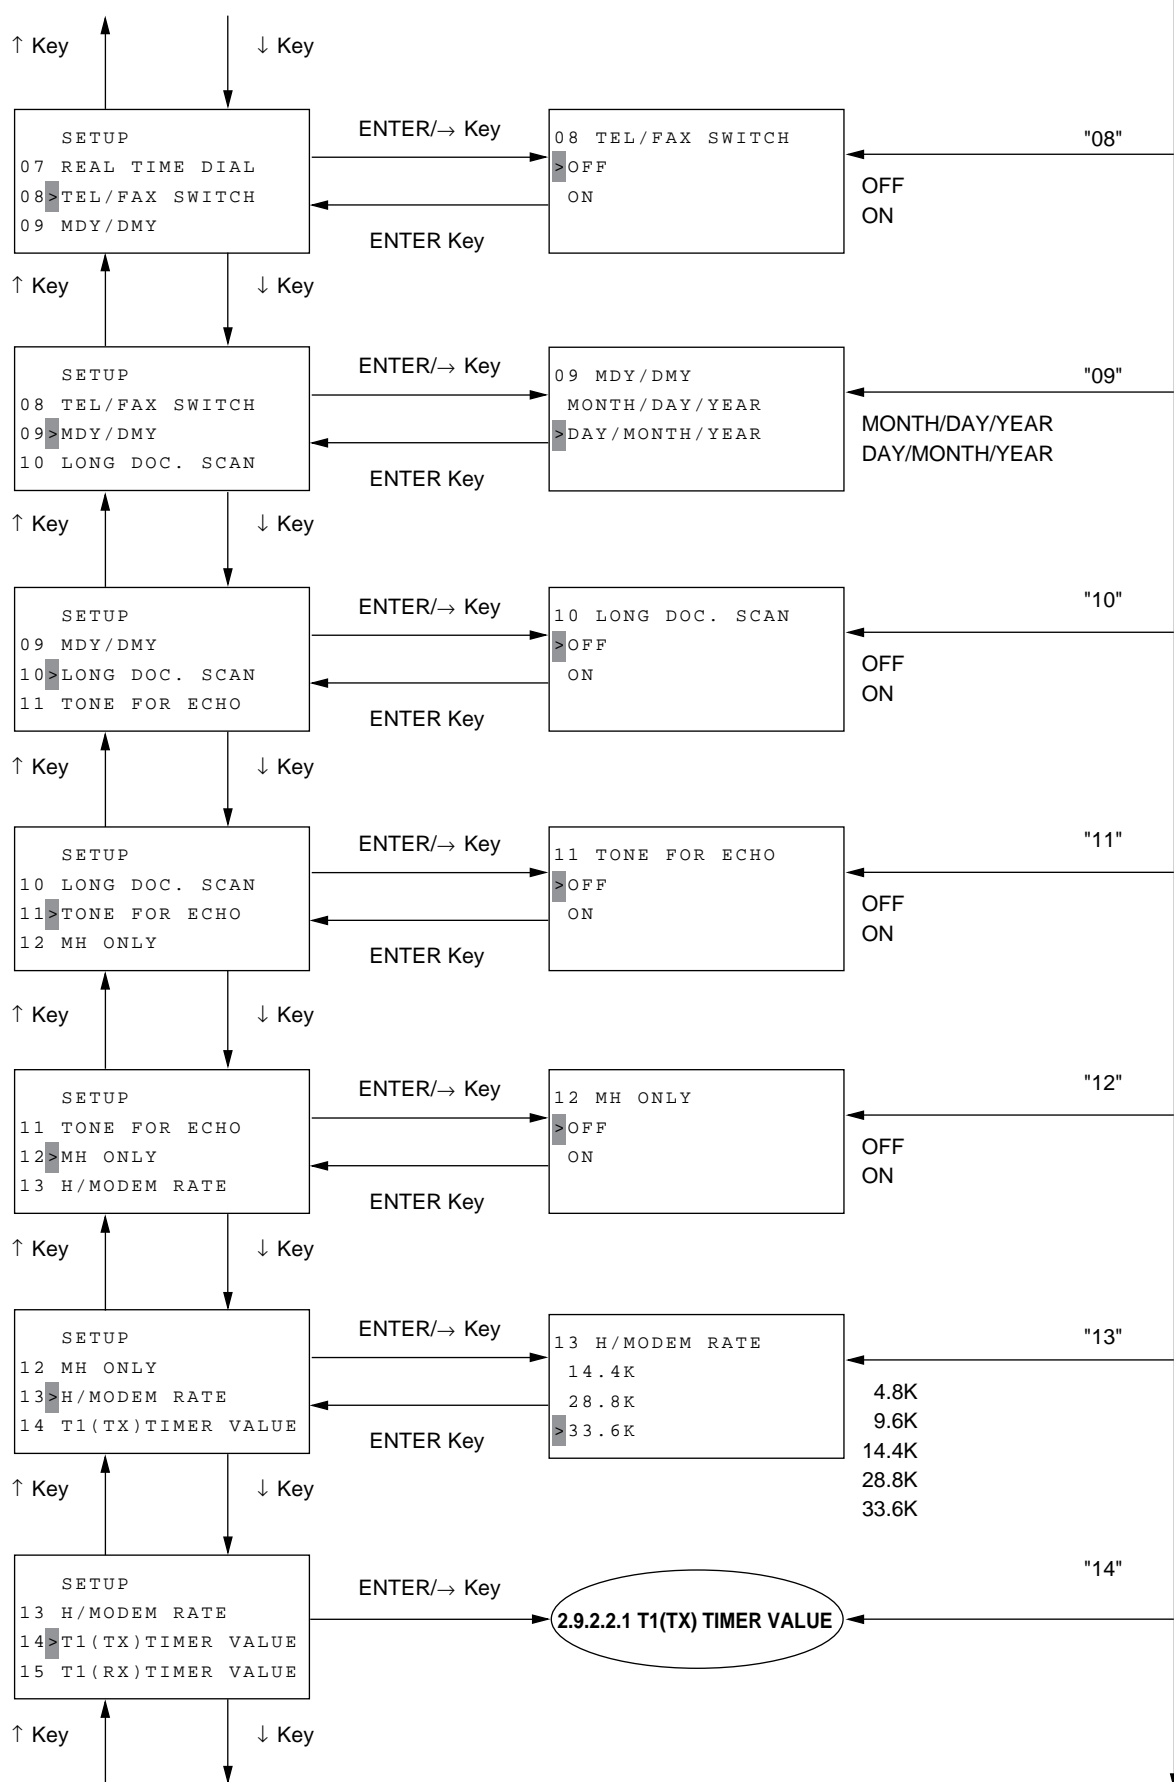 ↑ Key
↓ Key
SETUP
07 REAL TIME DIAL
08>TEL/FAX SWITCH
09 MDY/DMY
ENTER/→ Key
ENTER Key
08 TEL/FAX SWITCH
>OFF
ON
"08"
OFF
ON
↑ Key
↓ Key
SETUP
08 TEL/FAX SWITCH
09>MDY/DMY
10 LONG DOC. SCAN
ENTER/→ Key
ENTER Key
09 MDY/DMY
MONTH/DAY/YEAR
>DAY/MONTH/YEAR
"09"
MONTH/DAY/YEAR
DAY/MONTH/YEAR
↑ Key
↓ Key
SETUP
09 MDY/DMY
10>LONG DOC. SCAN
11 TONE FOR ECHO
ENTER/→ Key
ENTER Key
10 LONG DOC. SCAN
>OFF
ON
"10"
OFF
ON
↑ Key
↓ Key
SETUP
10 LONG DOC. SCAN
11>TONE FOR ECHO
12 MH ONLY
ENTER/→ Key
ENTER Key
11 TONE FOR ECHO
>OFF
ON
"11"
OFF
ON
↑ Key
↓ Key
SETUP
11 TONE FOR ECHO
12>MH ONLY
13 H/MODEM RATE
ENTER/→ Key
ENTER Key
12 MH ONLY
>OFF
ON
"12"
OFF
ON
↑ Key
↓ Key
SETUP
12 MH ONLY
13>H/MODEM RATE
14 T1(TX)TIMER VALUE
ENTER/→ Key
ENTER Key
13 H/MODEM RATE
14.4K
28.8K
>33.6K
"13"
4.8K
9.6K
14.4K
28.8K
33.6K
↑ Key
↓ Key
SETUP
13 H/MODEM RATE
14>T1(TX)TIMER VALUE
15 T1(RX)TIMER VALUE
ENTER/→ Key
2.9.2.2.1 T1(TX) TIMER VALUE
"14"
↑ Key
↓ Key